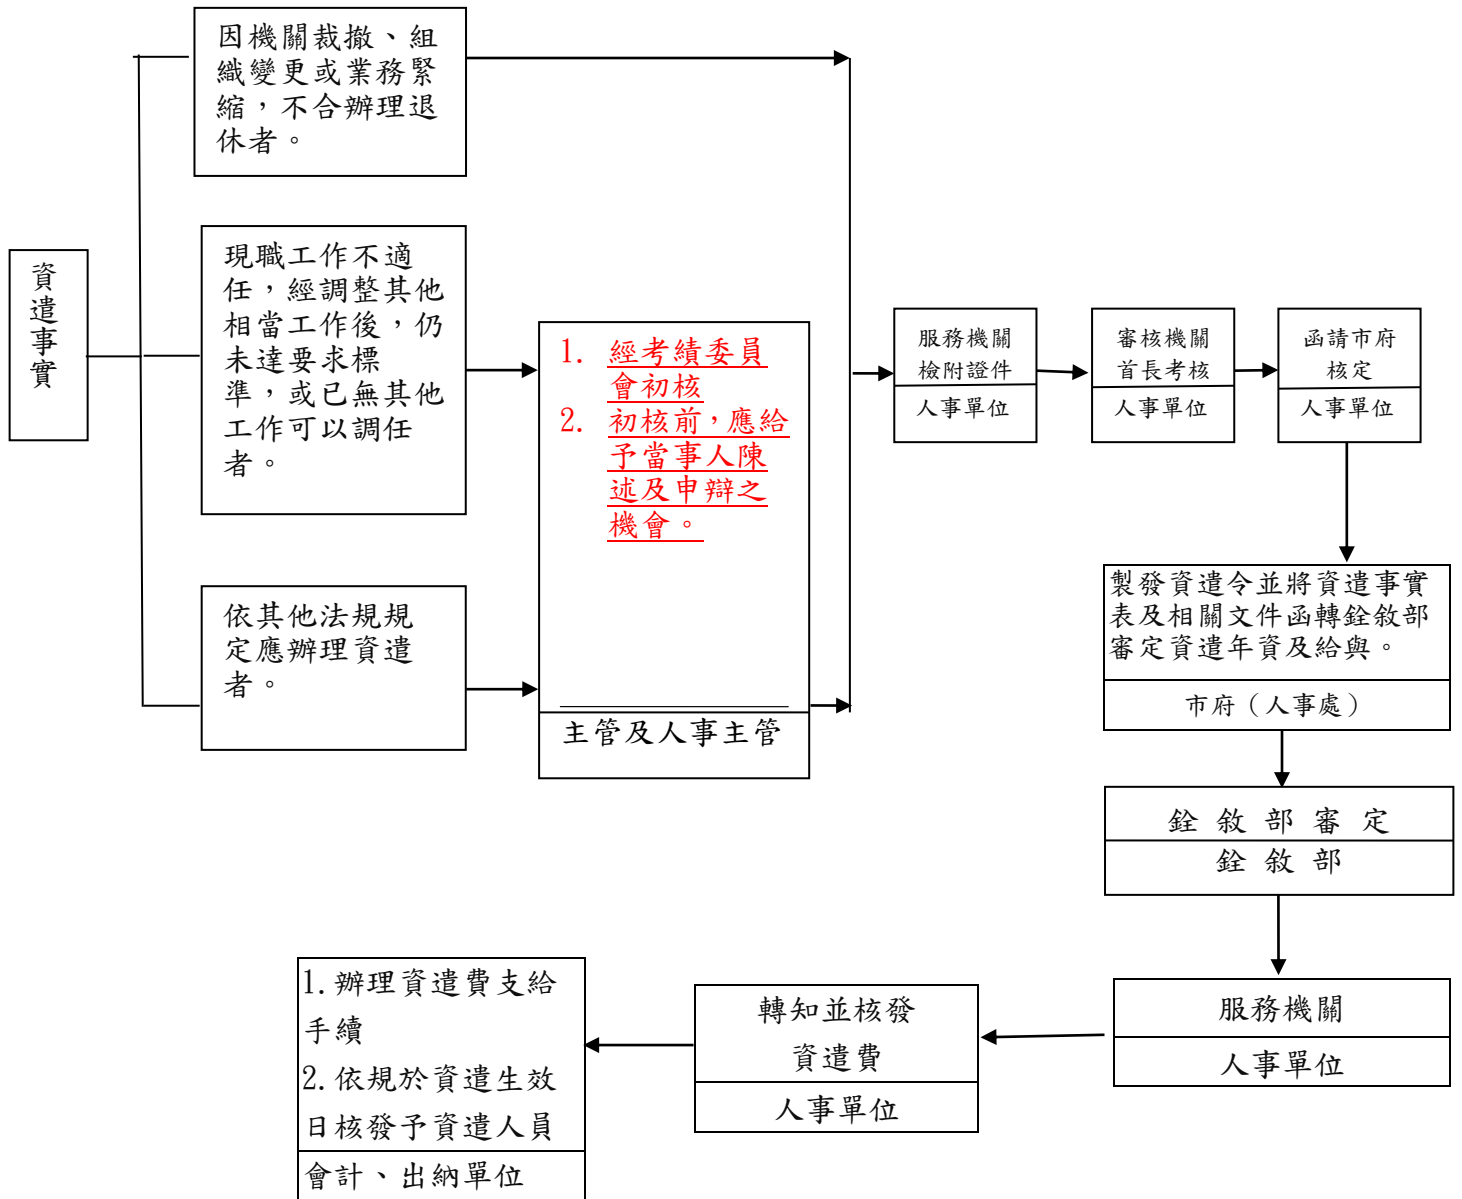 資遣事實
因機關裁撤、組
織變更或業務緊
縮，不合辦理退
休者。
現職工作不適
任，經調整其他
相當工作後，仍
未達要求標
準，或已無其他
工作可以調任
者。
依其他法規規
定應辦理資遣
者。
1. 經考績委員
會初核
2. 初核前，應給
予當事人陳
述及申辯之
機會。
主管及人事主管
服務機關
檢附證件
人事單位
審核機關
首長考核
人事單位
函請市府
核定
人事單位
製發資遣令並將資遣事實
表及相關文件函轉銓敘部
審定資遣年資及給與。
市府（人事處）
銓 敘 部 審 定
銓 敘 部
服務機關
人事單位
轉知並核發
資遣費
人事單位
1.辦理資遣費支給
手續
2.依規於資遣生效
日核發予資遣人員
會計、出納單位